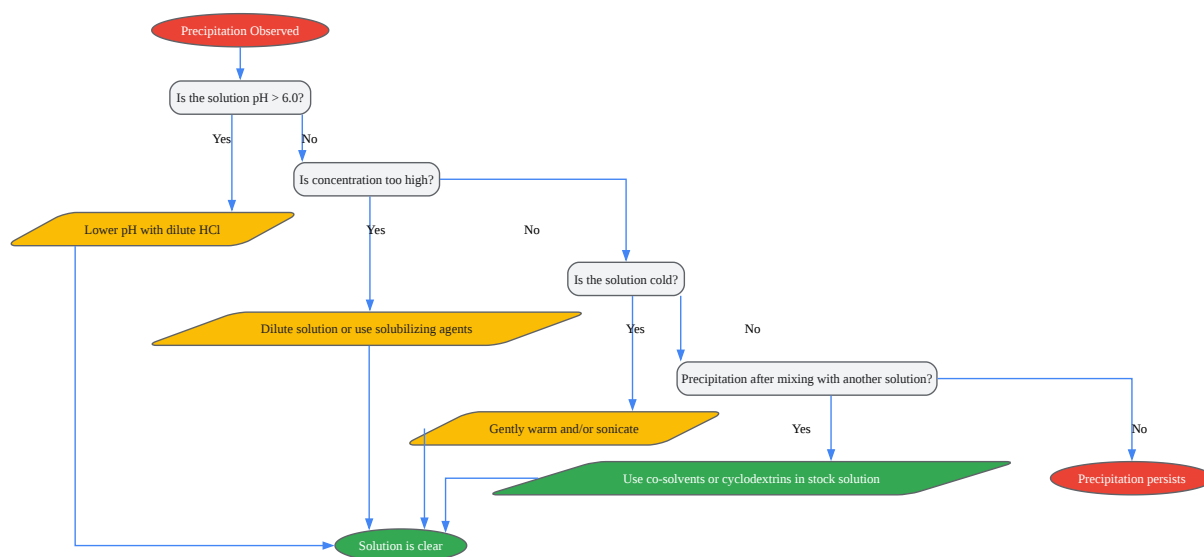 Precipitation Observed
Is the solution pH > 6.0?
Yes
No
Is concentration too high?
Lower pH with dilute HCl
Yes
No
Is the solution cold?
Dilute solution or use solubilizing agents
Yes
No
Precipitation after mixing with another solution?
Gently warm and/or sonicate
Yes
No
Use co-solvents or cyclodextrins in stock solution
Precipitation persists
Solution is clear